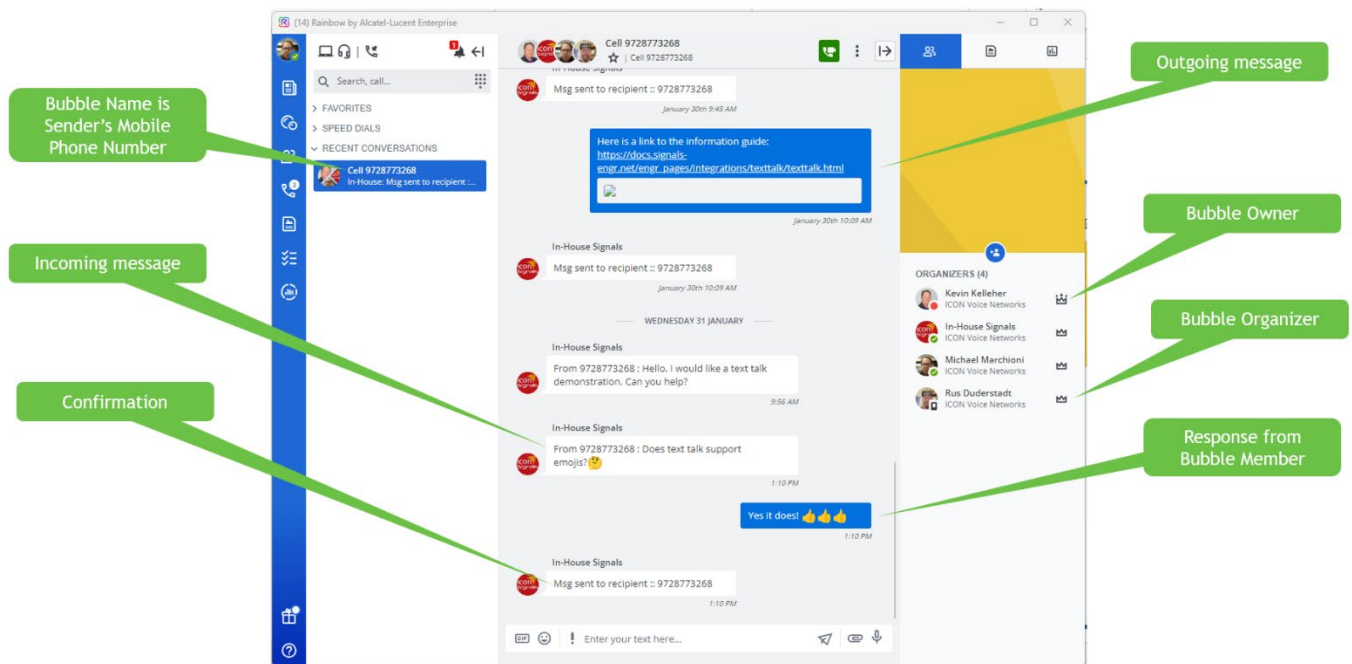 (14) Rainbow by Alcatel-Lucent Enterprise
Bubble Name is
Sender's Mobile
Phone Number
Incoming message
Confirmation
Search, call...
FAVORITES
SPEED DIALS
RECENT CONVERSATIONS
Cell 9728773268
In-House: Msg sent to recipient :...
1
2
Cell 9728773268
| Cell 9728773268
In-House Signals
Msg sent to recipient :: 9728773268
January 30th 9:45 AM
Here is a link to the information guide:
https://docs.signals-
engr.net/engr_pages/integrations/texttalk/texttalk.html
January 30th 10:09 AM
In-House Signals
Msg sent to recipient :: 9728773268
January 30th 10:09 AM
WEDNESDAY 31 JANUARY
In-House Signals
From 9728773268 : Hello. I would like a text talk
demonstration. Can you help?
9:56 AM
In-House Signals
From 9728773268 : Does text talk support
emojis?🤔
1:10 PM
Yes it does! 👍👍👍
1:10 PM
In-House Signals
Msg sent to recipient :: 9728773268
1:10 PM
GIF
Enter your text here...
ORGANIZERS (4)
Kevin Kelleher
ICON Voice Networks
In-House Signals
ICON Voice Networks
Michael Marchioni
ICON Voice Networks
Rus Duderstadt
ICON Voice Networks
Outgoing message
Bubble Owner
Bubble Organizer
Response from
Bubble Member